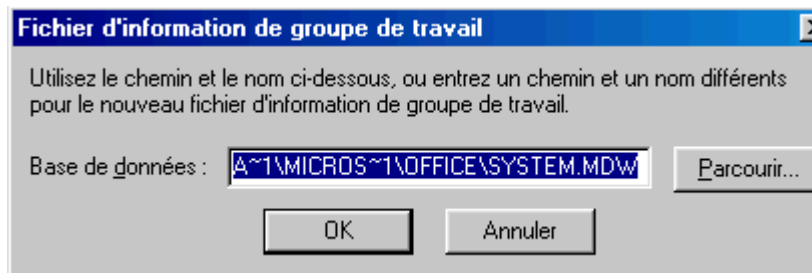 Fichier d'information de groupe de travail
Utilisez le chemin et le nom ci-dessous, ou entrez un chemin et un nom différents
pour le nouveau fichier d'information de groupe de travail.
Base de données : A~1\MICROS~1\OFFICE\SYSTEM.MDW Parcourir...
OK Annuler